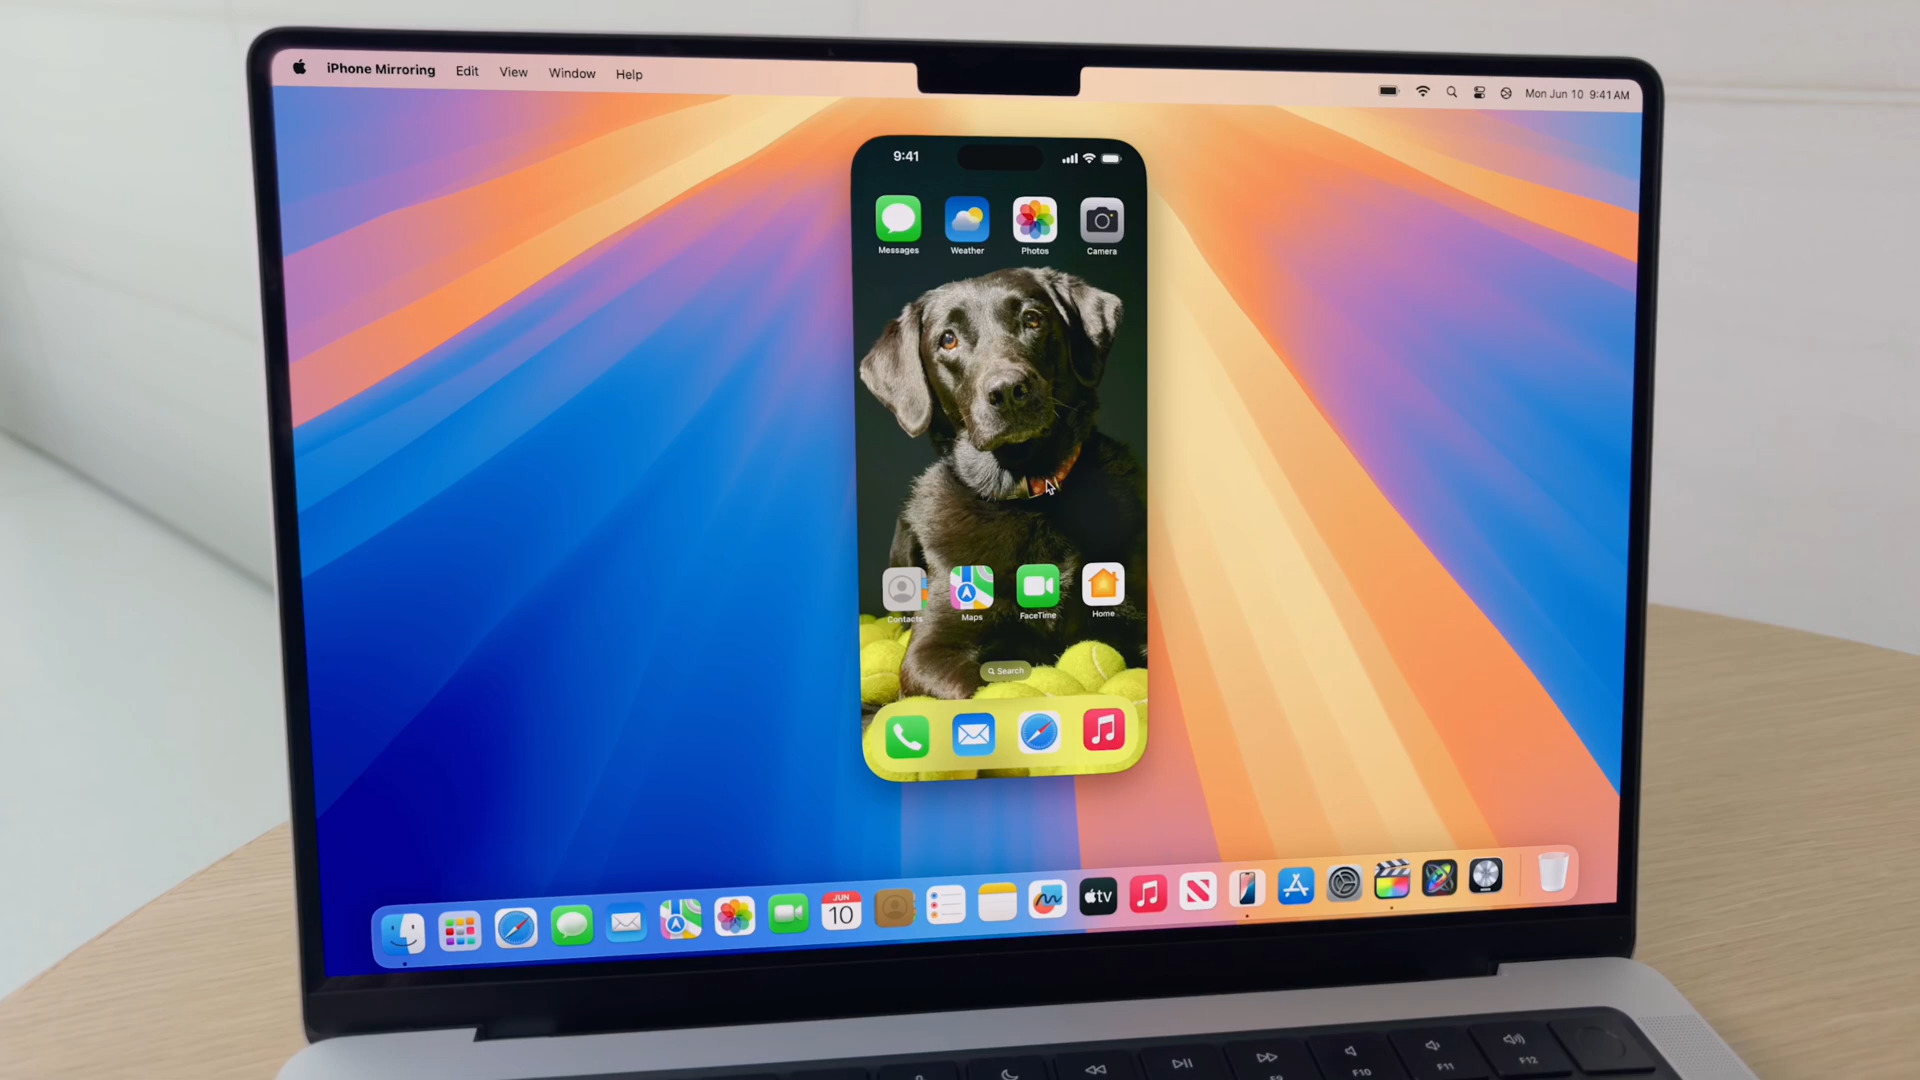 iPhone Mirroring Edit View Window Help Mon Jun 10 9:41 AM
9:41
Messages Weather Photos Camera
Contacts Maps FaceTime Home
Search
JUN
10
tv
F9 F10 F11 F12